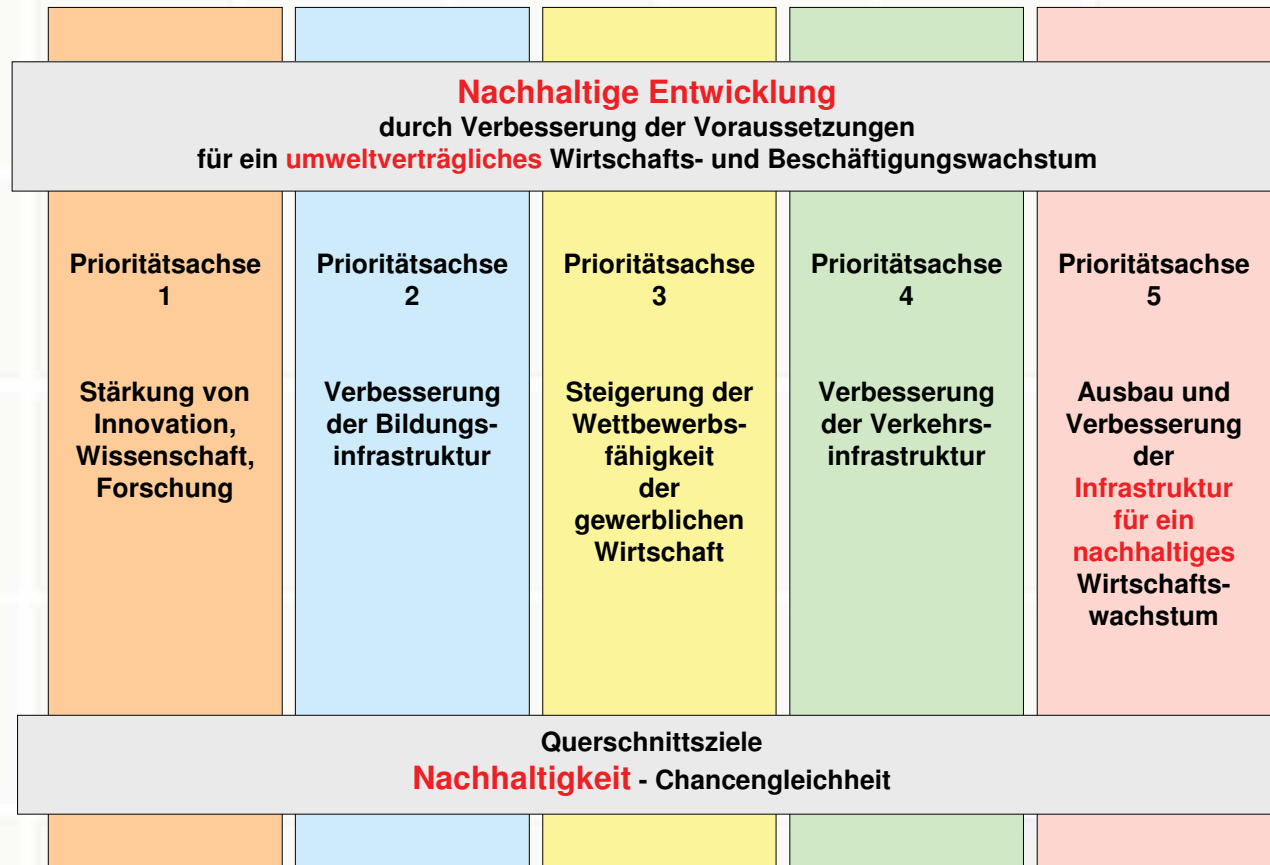 Nachhaltige Entwicklung
durch Verbesserung der Voraussetzungen
für ein umweltverträgliches Wirtschafts- und Beschäftigungswachstum
Prioritätsachse
1
Stärkung von
Innovation,
Wissenschaft,
Forschung
Prioritätsachse
2
Verbesserung
der Bildungs-
infrastruktur
Prioritätsachse
3
Steigerung der
Wettbewerbs-
fähigkeit
der
gewerblichen
Wirtschaft
Prioritätsachse
4
Verbesserung
der Verkehrs-
infrastruktur
Prioritätsachse
5
Ausbau und
Verbesserung
der
Infrastruktur
für ein
nachhaltiges
Wirtschafts-
wachstum
Querschnittsziele
Nachhaltigkeit - Chancengleichheit